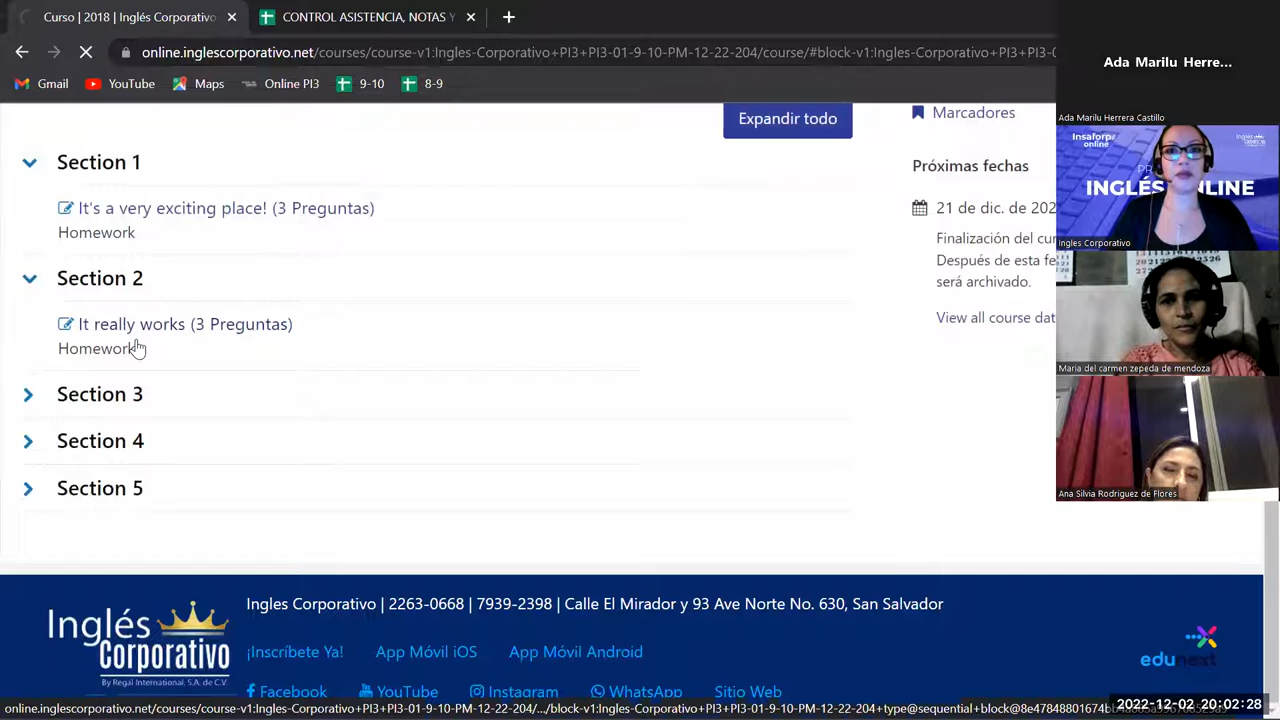 Curso | 2018 | Inglés Corporativo
CONTROL ASISTENCIA, NOTAS Y
online.inglescorporativo.net/courses/course-v1:Ingles-Corporativo+PI3+PI3-01-9-10-PM-12-22-204/course/#block-v1:Ingles-Corporativo+PI3+PI3-0
Gmail
YouTube
Maps
Online PI3
9-10
8-9
Expandir todo
Marcadores
Section 1
Próximas fechas
It's a very exciting place! (3 Preguntas)
Homework
21 de dic. de 202
Finalización del cu
Después de esta fe
será archivado.
Section 2
It really works (3 Preguntas)
Homework
View all course dat
Section 3
Section 4
Section 5
Ingles Corporativo | 2263-0668 | 7939-2398 | Calle El Mirador y 93 Ave Norte No. 630, San Salvador
Inglés
Corporativo
By Regal International, S.A. de C.V.
¡Inscríbete Ya!
App Móvil iOS
App Móvil Android
edunext
Facebook
YouTube
Instagram
WhatsApp
Sitio Web
Ada Marilu Herre...
Ada Marilu Herrera Castillo
Insaforp
online
INGLÉS ONLINE
Ingles Corporativo
Maria del carmen zepeda de mendoza
Ana Silvia Rodriguez de Flores
2022-12-02 20:02:28